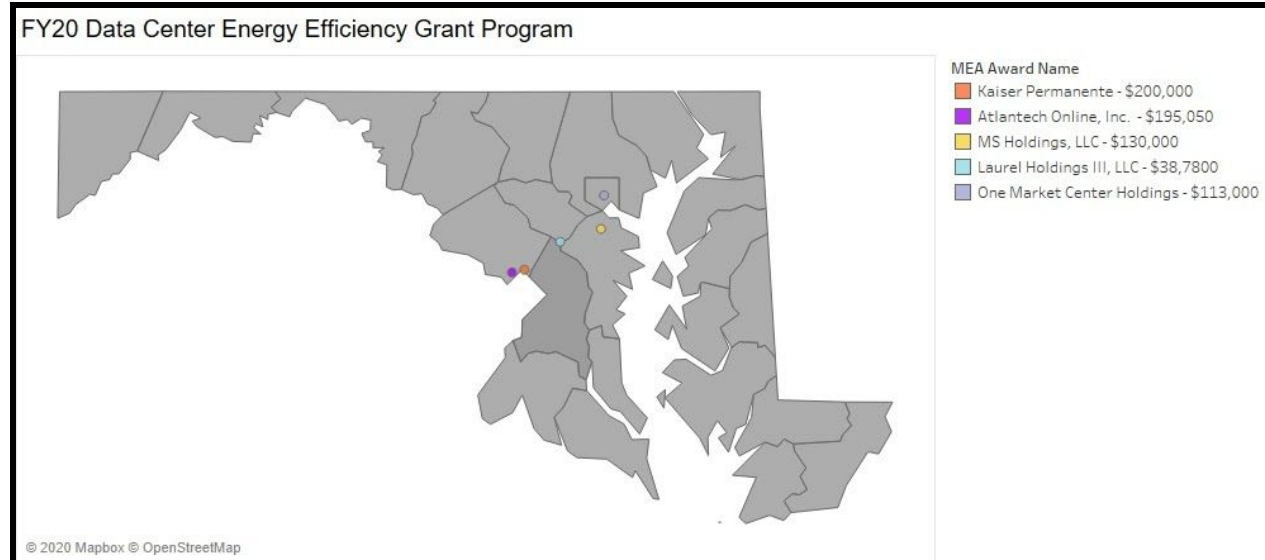 FY20 Data Center Energy Efficiency Grant Program
MEA Award Name
Kaiser Permanente - $200,000
Atlantech Online, Inc. - $195,050
MS Holdings, LLC - $130,000
Laurel Holdings III, LLC - $38,7800
One Market Center Holdings - $113,000
© 2020 Mapbox © OpenStreetMap